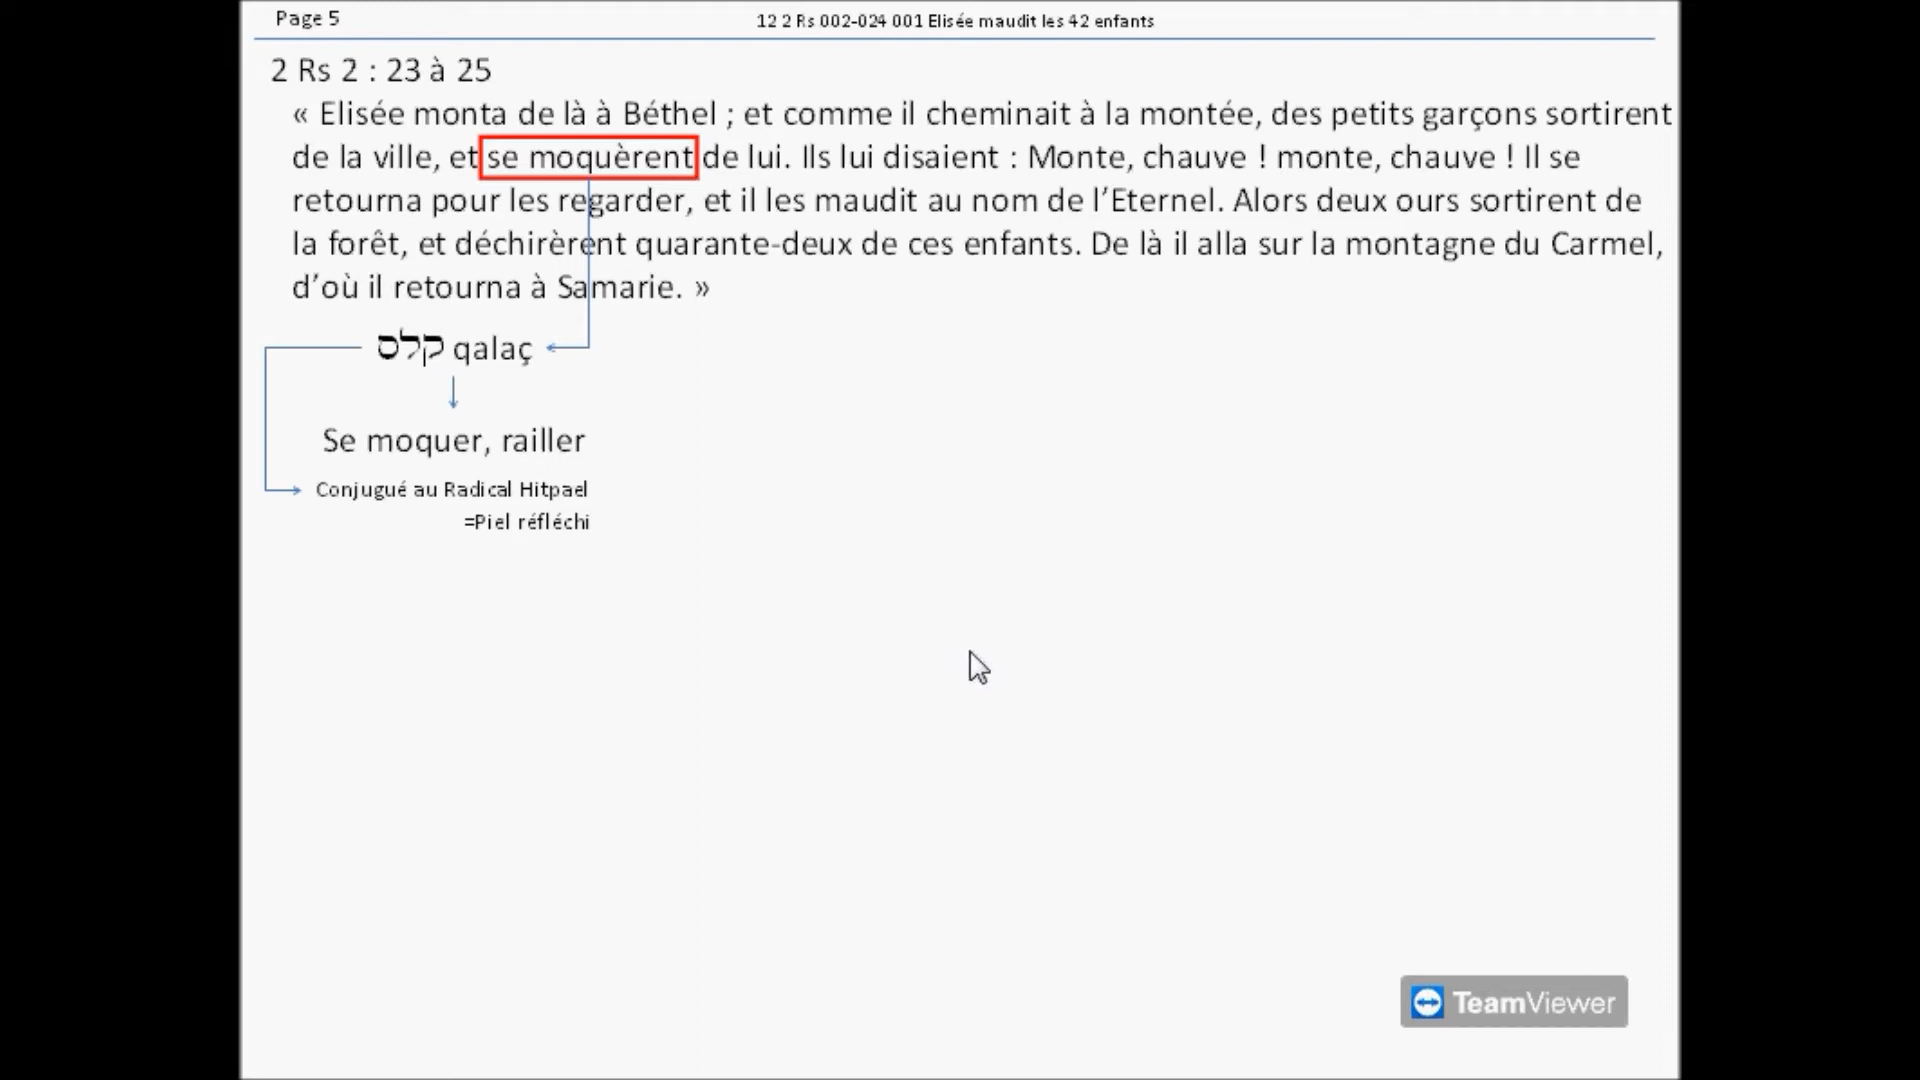 Page 5
12 2 Rs 002-024 001 Elisée maudit les 42 enfants
2 Rs 2 : 23 à 25
« Elisée monta de là à Béthel ; et comme il cheminait à la montée, des petits garçons sortirent
de la ville, et se moquèrent de lui. Ils lui disaient : Monte, chauve ! monte, chauve ! Il se
retourna pour les regarder, et il les maudit au nom de l’Eternel. Alors deux ours sortirent de
la forêt, et déchirèrent quarante-deux de ces enfants. De là il alla sur la montagne du Carmel,
d’où il retourna à Samarie. »
קלס qalaç
Se moquer, railler
Conjugué au Radical Hitpael
=Piel réfléchi
TeamViewer